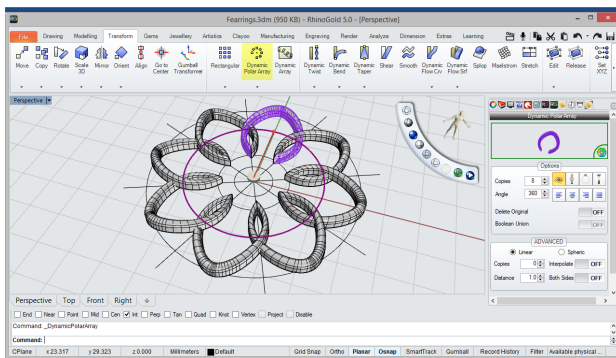 Fearrings.3dm (950 KB) - RhinoGold 5.0 - [Perspective]
File Drawing Modelling Transform Gems Jewellery Artistics Clayoo Manufacturing Engraving Render Analyze Dimension Extras Learning
Move Copy Rotate Scale 3D Mirror Orient Align Go to Center Gumball Transformer Rectangular Dynamic Polar Array Dynamic Array Dynamic Twist Dynamic Bend Dynamic Taper Shear Smooth Dynamic Flow Crv Dynamic Flow Srf Splop Maelstrom Stretch Edit Release Set XYZ
Perspective
Dynamic Polar Array
Options
Copies 8
Angle 360
Delete Original OFF
Boolean Union OFF
ADVANCED
Linear Spheric
Copies 0 Interpolate OFF
Distance 1.0 Both Sides OFF
Perspective Top Front Right
End Near Point Mid Cen Int Perp Tan Quad Knot Vertex Project Disable
Command: _DynamicPolarArray
Command:
CPlane x 23.317 y 29.323 z 0.000 Millimeters Default Grid Snap Ortho Planar Osnap SmartTrack Gumball Record History Filter Available physical...